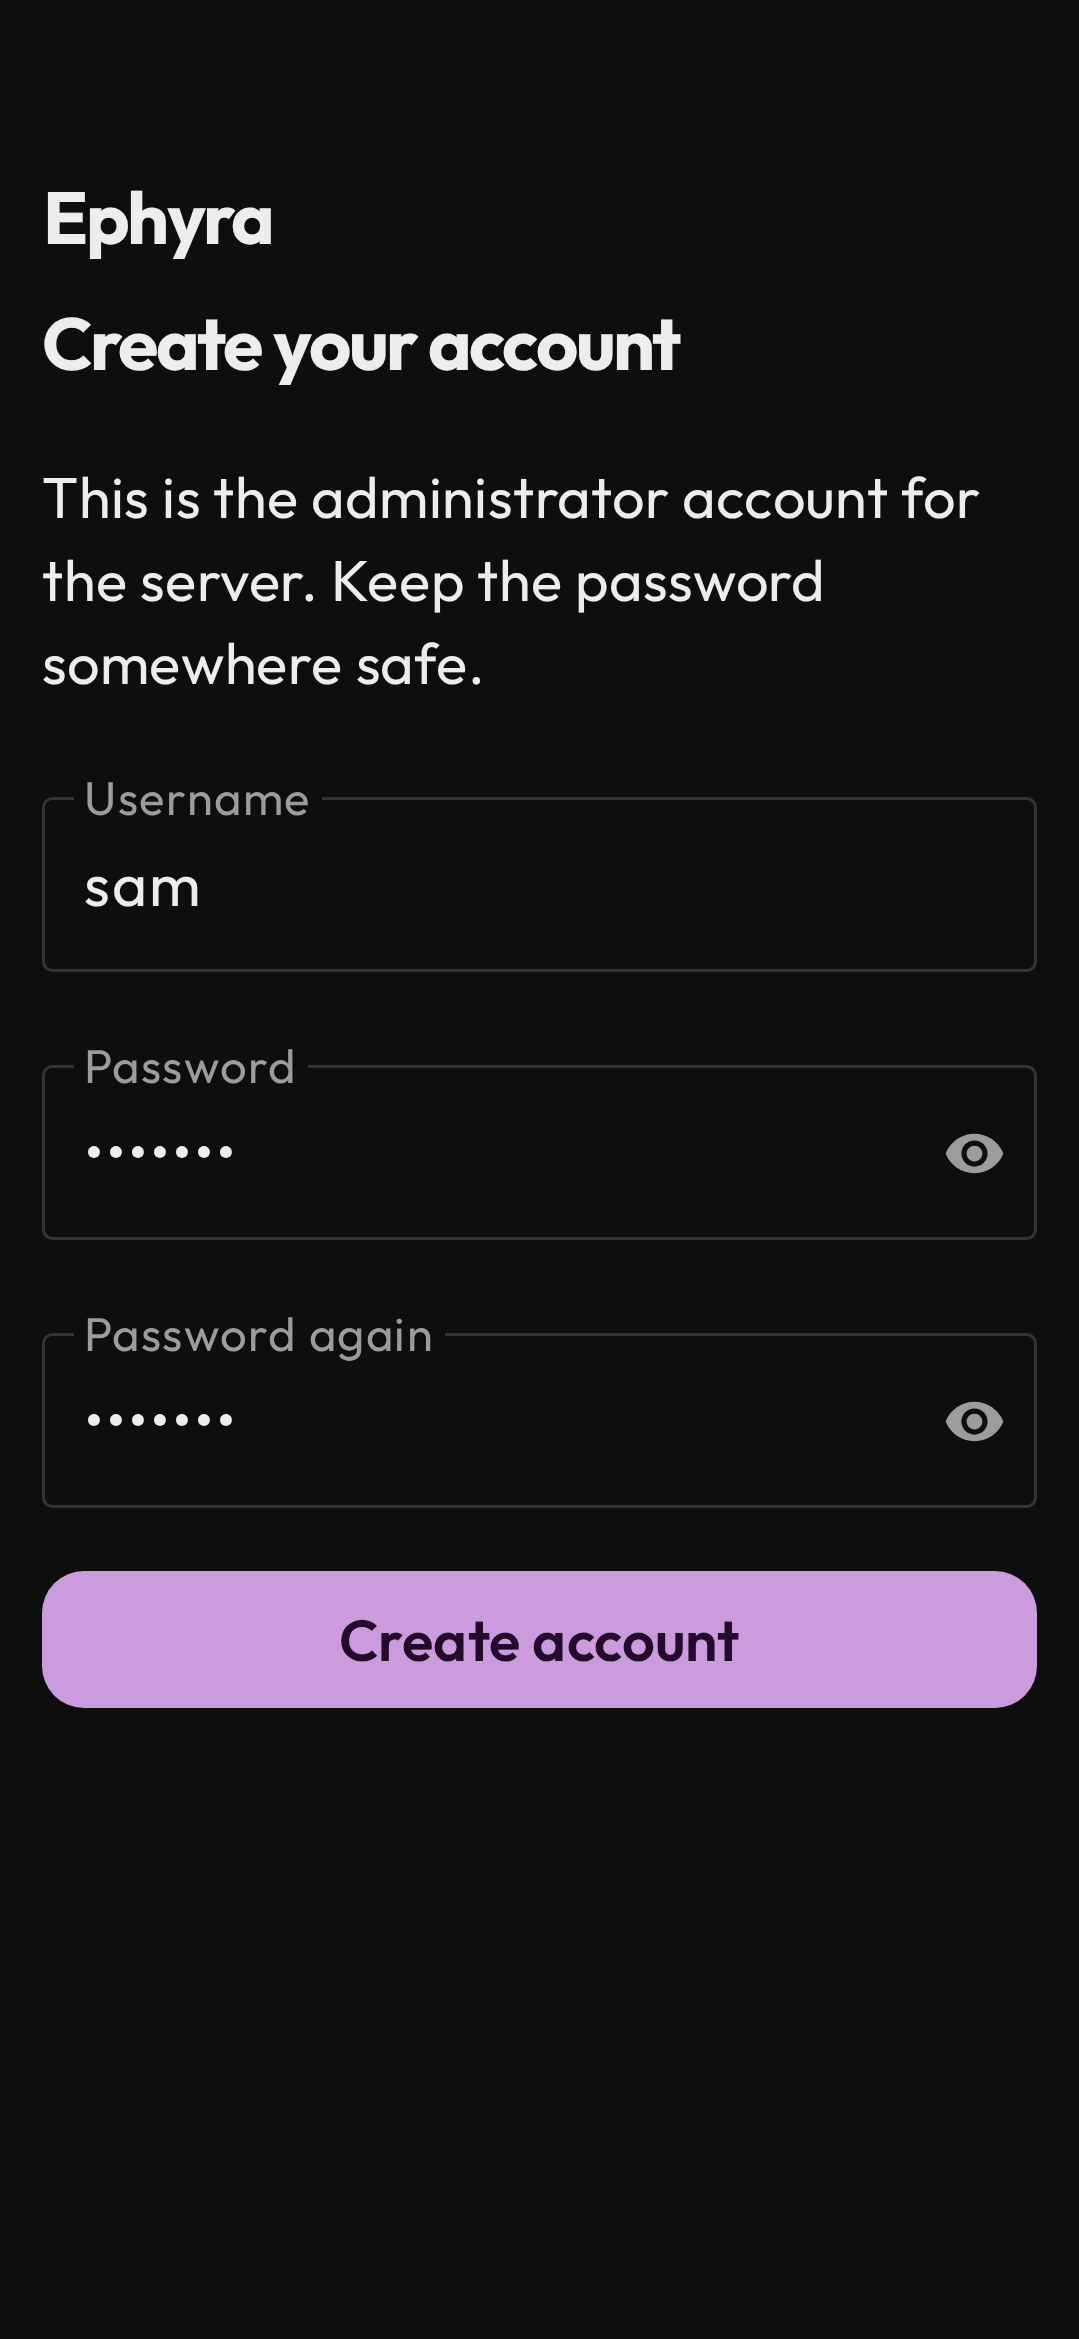 Ephyra
Create your account
This is the administrator account for
the server. Keep the password
somewhere safe.
Username
sam
Password
•••••••
Password again
•••••••
Create account